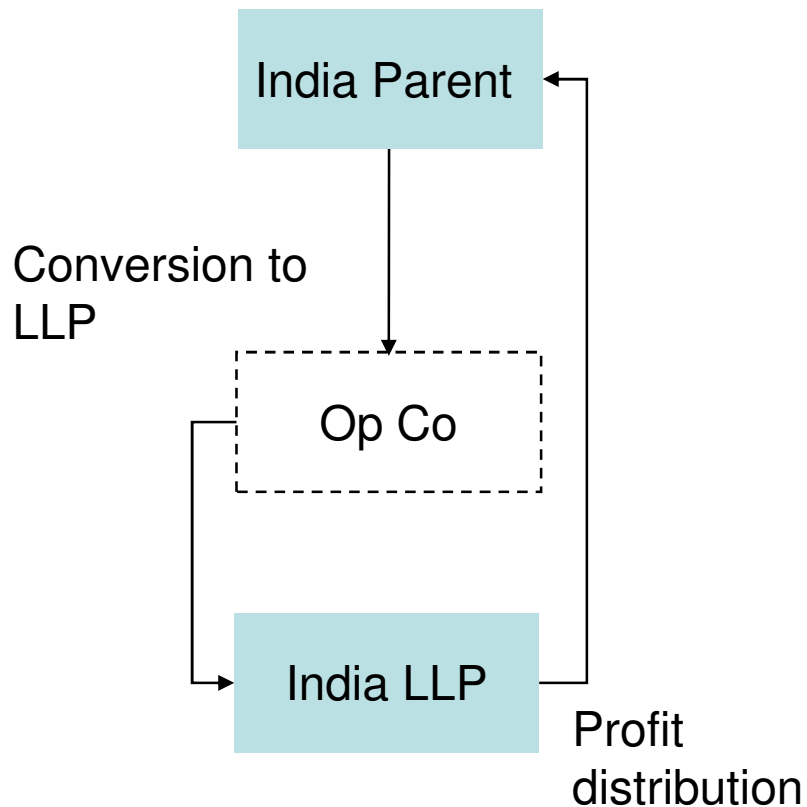 India Parent
Conversion to
LLP
Op Co
India LLP
Profit
distribution